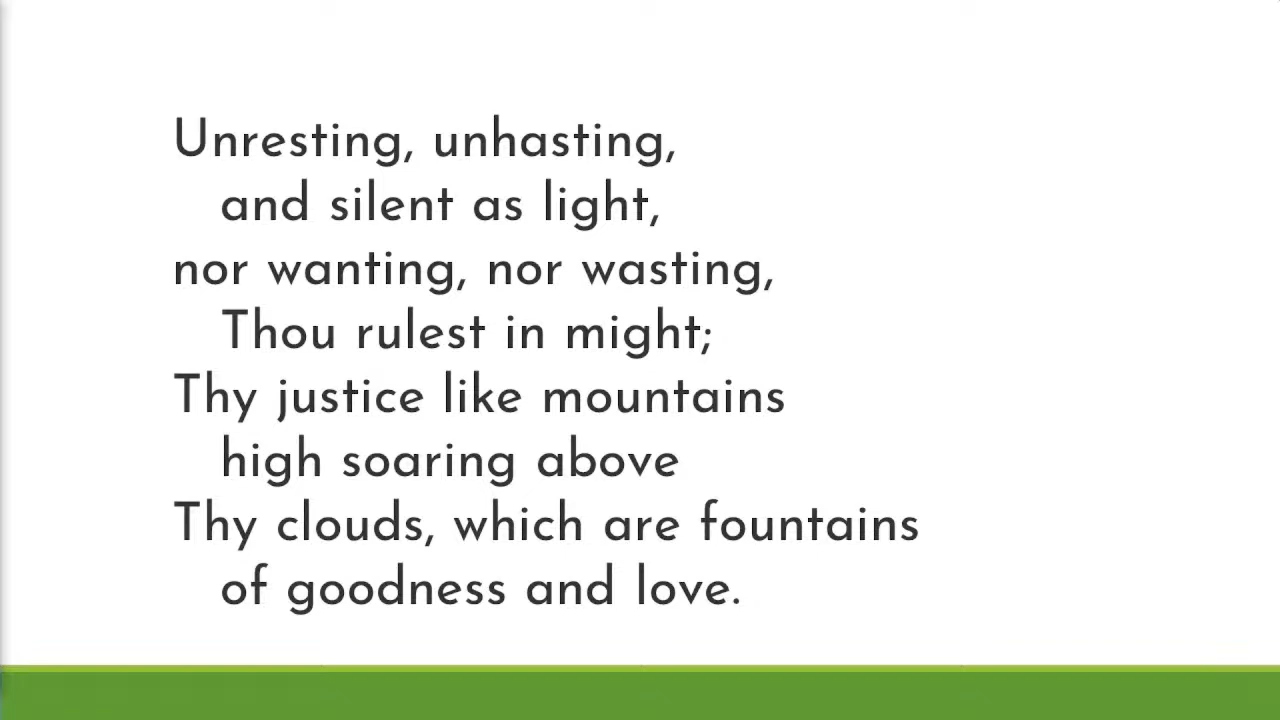 Unresting, unhasting,
and silent as light,
nor wanting, nor wasting,
Thou rulest in might;
Thy justice like mountains
high soaring above
Thy clouds, which are fountains
of goodness and love.